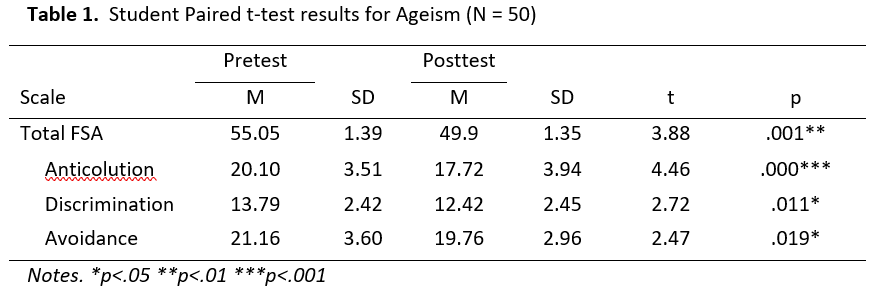 Table 1. Student Paired t-test results for Ageism (N = 50)
Pretest Posttest
Scale M SD M SD t p
Total FSA 55.05 1.39 49.9 1.35 3.88 .001**
Anticolution 20.10 3.51 17.72 3.94 4.46 .000***
Discrimination 13.79 2.42 12.42 2.45 2.72 .011*
Avoidance 21.16 3.60 19.76 2.96 2.47 .019*
Notes. *p<.05 **p<.01 ***p<.001